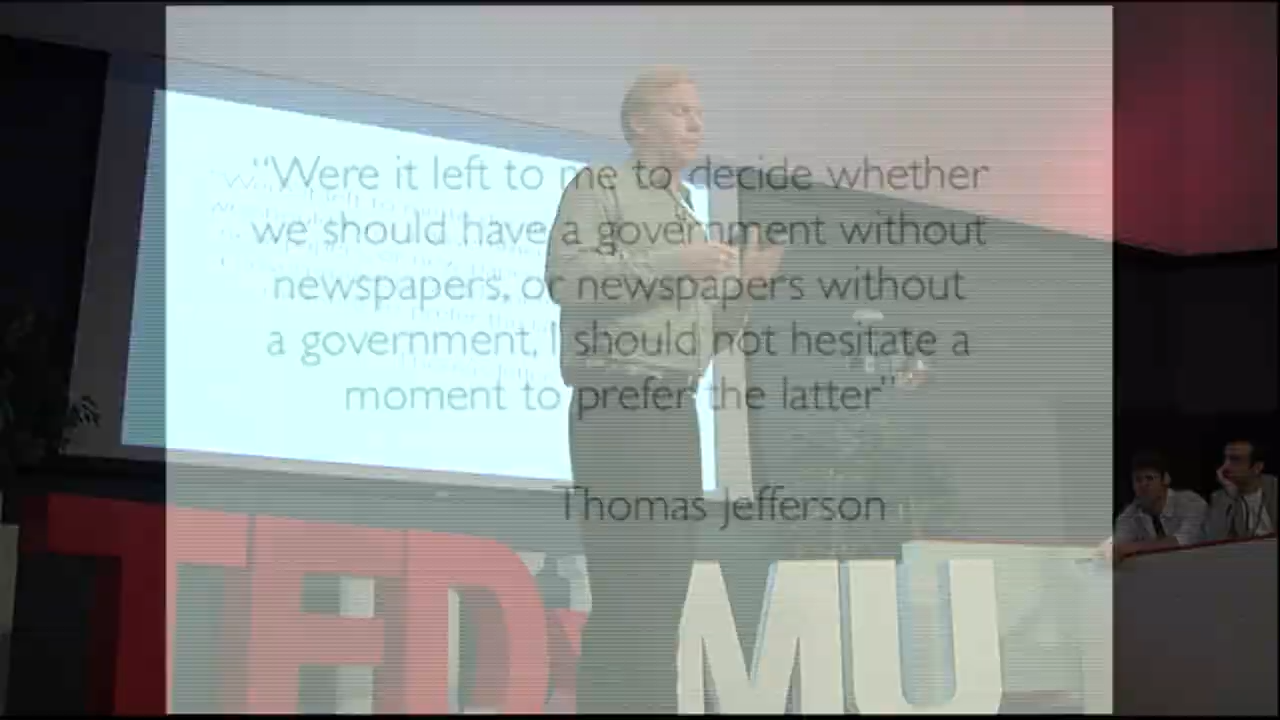 "Were it left to me to decide whether
we should have a government without
newspapers, or newspapers without
a government, I should not hesitate a
moment to prefer the latter"
Thomas Jefferson
TEDxMU